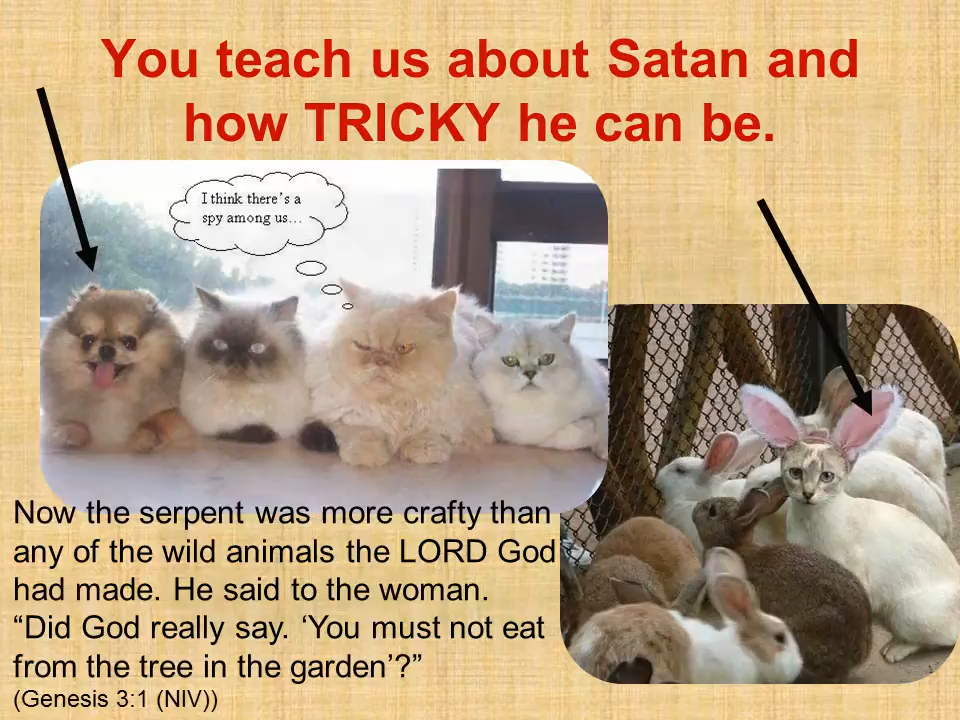 You teach us about Satan and
how TRICKY he can be.
I think there's a
spy among us...
Now the serpent was more crafty than
any of the wild animals the LORD God
had made. He said to the woman.
“Did God really say. ‘You must not eat
from the tree in the garden’?”
(Genesis 3:1 (NIV))